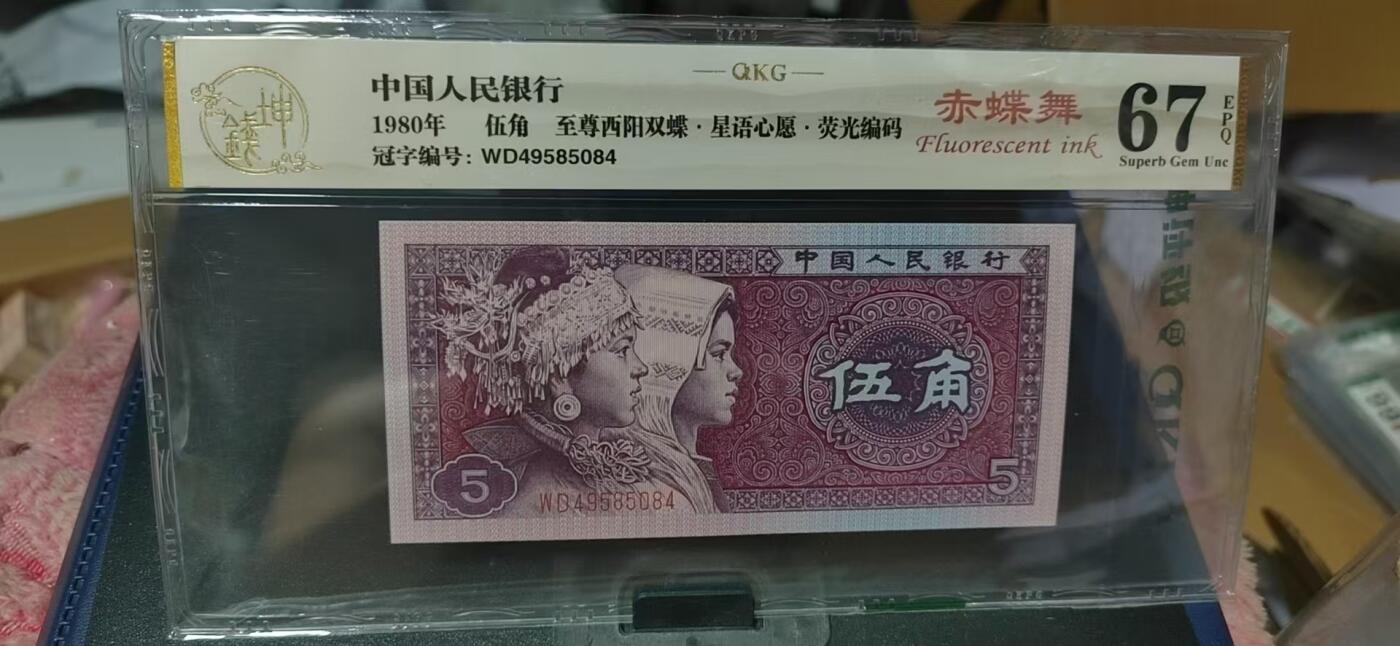 QKG
中国人民银行
1980年 伍角 至尊西阳双蝶·星语心愿·荧光编码
冠字编号: WD49585084
赤蝶舞
Fluorescent ink
67
EPQ
Superb Gem Unc
中国人民银行
伍角
5
5
WD49585084